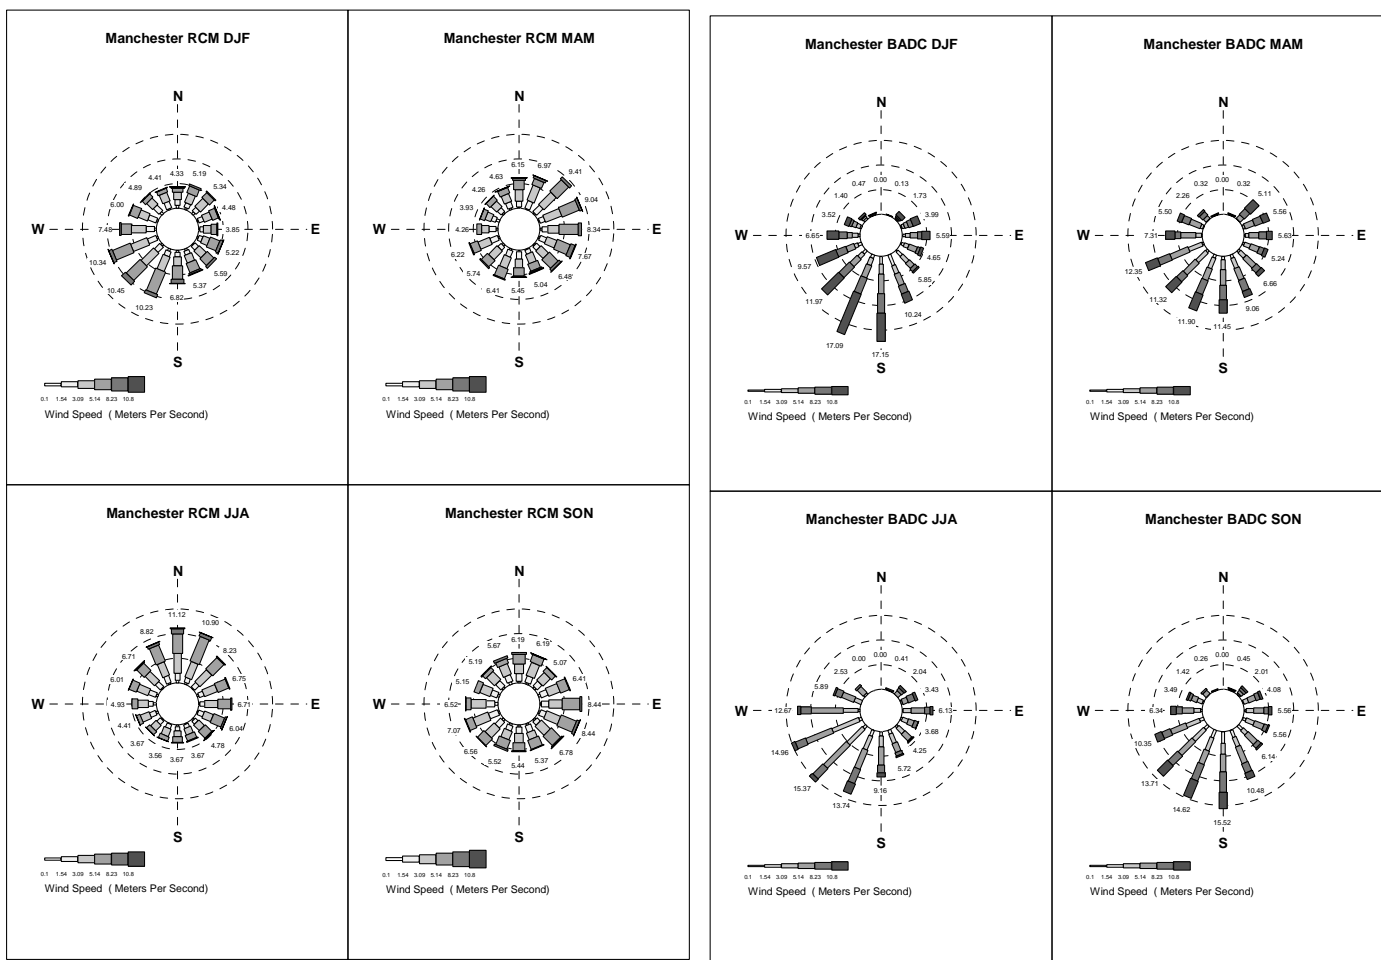 Manchester RCM DJF
N
4.41 4.33 5.19
4.89 5.34
6.00 4.48
W 7.48 3.85 E
10.34 5.22
10.45 5.59
10.23 6.82 5.37
S
0.1 1.54 3.09 5.14 8.23 10.8
Wind Speed ( Meters Per Second)
Manchester RCM MAM
N
4.63 6.15 6.97
4.26 9.41
3.93 9.04
W 4.26 8.34 E
6.22 7.67
5.74 6.48
6.41 5.45 5.04
S
0.1 1.54 3.09 5.14 8.23 10.8
Wind Speed ( Meters Per Second)
Manchester BADC DJF
N
0.47 0.00 0.13
1.40 1.73
3.52 3.99
W 6.65 5.59 E
9.57 4.65
11.97 5.85
17.09 17.15 10.24
S
0.1 1.54 3.09 5.14 8.23 10.8
Wind Speed ( Meters Per Second)
Manchester BADC MAM
N
0.32 0.00 0.32
2.26 5.11
5.50 5.56
W 7.31 5.63 E
12.35 5.24
11.32 6.66
11.90 11.45 9.06
S
0.1 1.54 3.09 5.14 8.23 10.8
Wind Speed ( Meters Per Second)
Manchester RCM JJA
N
8.82 11.12 10.90
6.71 8.23
6.01 6.75
W 4.93 6.71 E
4.41 6.04
3.67 4.78
3.56 3.67 3.67
S
0.1 1.54 3.09 5.14 8.23 10.8
Wind Speed ( Meters Per Second)
Manchester RCM SON
N
5.67 6.19 6.19
5.19 5.07
5.15 6.41
W 6.52 8.44 E
7.07 8.44
6.56 6.78
5.52 5.44 5.37
S
0.1 1.54 3.09 5.14 8.23 10.8
Wind Speed ( Meters Per Second)
Manchester BADC JJA
N
0.00 0.00 0.41
2.53 2.04
5.89 3.43
W 12.67 6.13 E
14.96 3.68
15.37 4.25
13.74 9.16 5.72
S
0.1 1.54 3.09 5.14 8.23 10.8
Wind Speed ( Meters Per Second)
Manchester BADC SON
N
0.26 0.00 0.45
1.42 2.01
3.49 4.08
W 6.34 5.56 E
10.35 5.56
13.71 6.14
14.62 15.52 10.48
S
0.1 1.54 3.09 5.14 8.23 10.8
Wind Speed ( Meters Per Second)